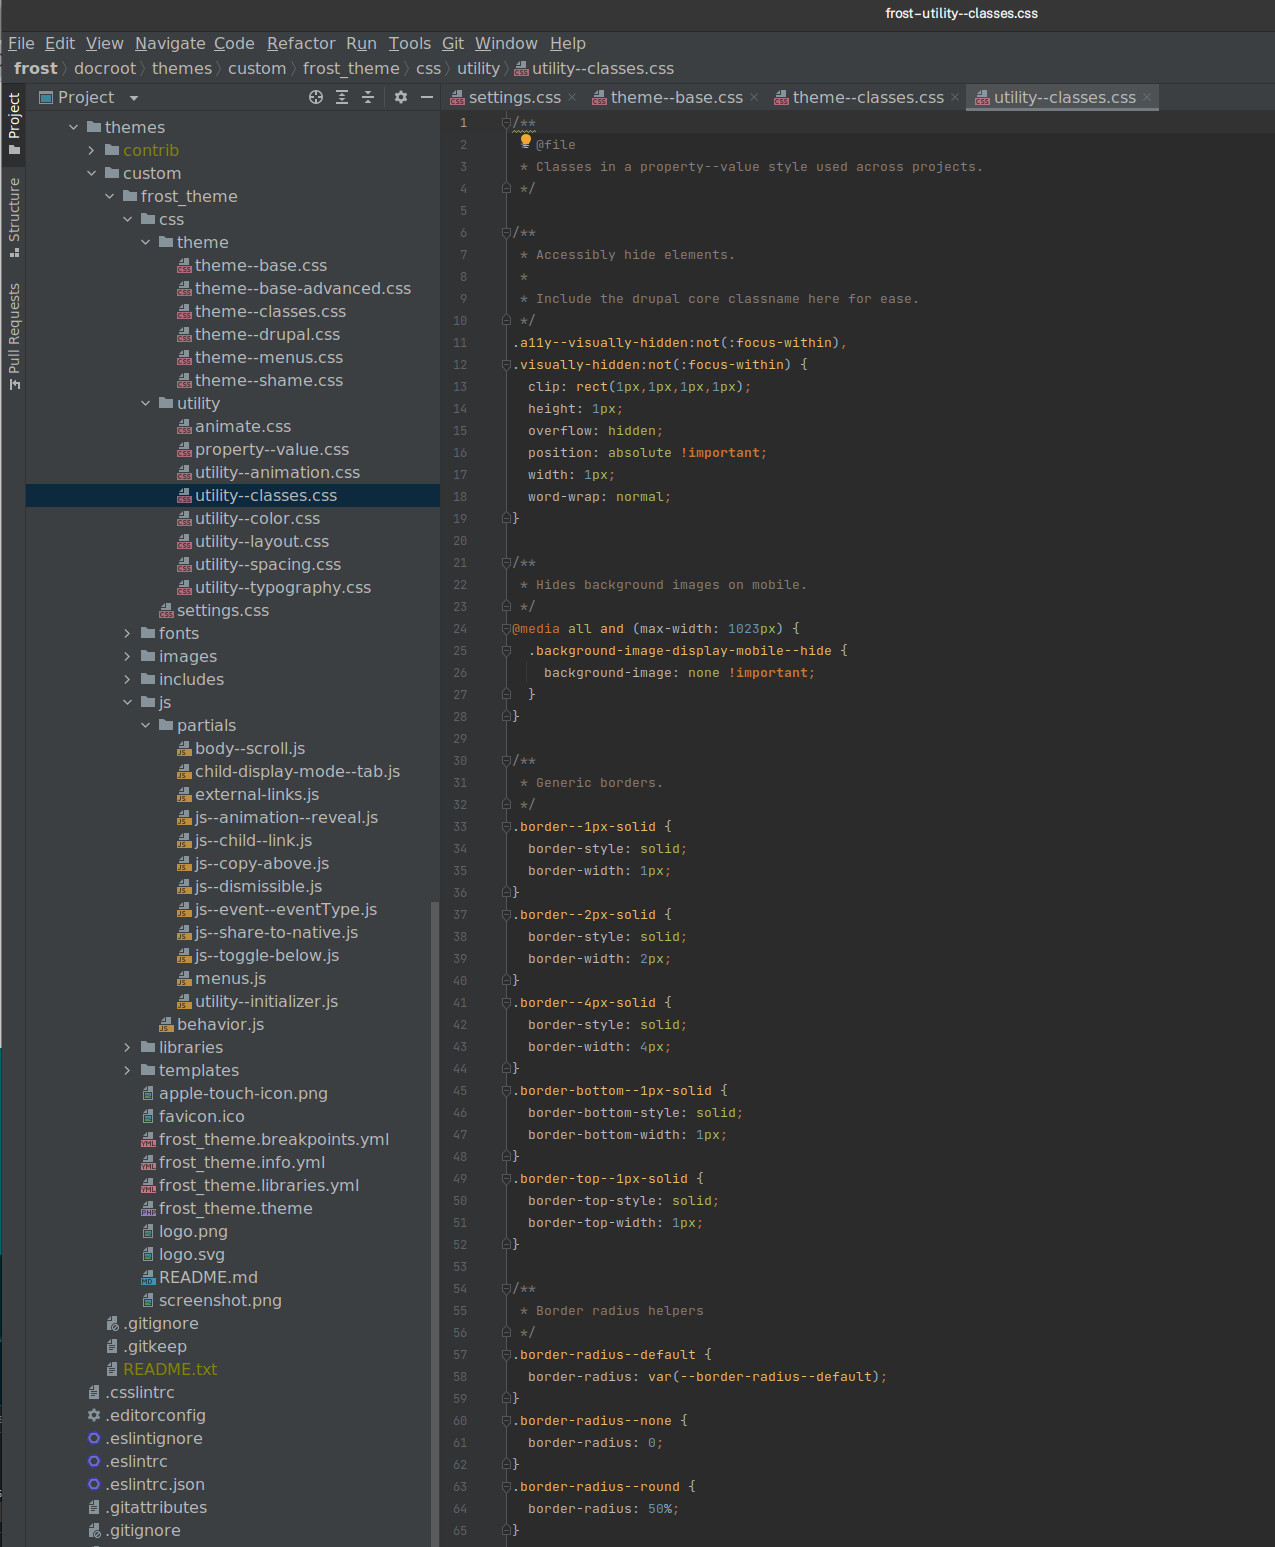 frost-utility--classes.css
File Edit View Navigate Code Refactor Run Tools Git Window Help
frost docroot themes custom frost_theme css utility utility--classes.css
Project
settings.css theme--base.css theme--classes.css utility--classes.css
Project
Structure
Pull Requests
themes
contrib
custom
frost_theme
css
theme
theme--base.css
theme--base-advanced.css
theme--classes.css
theme--drupal.css
theme--menus.css
theme--shame.css
utility
animate.css
property--value.css
utility--animation.css
utility--classes.css
utility--color.css
utility--layout.css
utility--spacing.css
utility--typography.css
settings.css
fonts
images
includes
js
partials
body--scroll.js
child-display-mode--tab.js
external-links.js
js--animation--reveal.js
js--child--link.js
js--copy-above.js
js--dismissible.js
js--event--eventType.js
js--share-to-native.js
js--toggle-below.js
menus.js
utility--initializer.js
behavior.js
libraries
templates
apple-touch-icon.png
favicon.ico
frost_theme.breakpoints.yml
frost_theme.info.yml
frost_theme.libraries.yml
frost_theme.theme
logo.png
logo.svg
README.md
screenshot.png
.gitignore
.gitkeep
README.txt
.csslintrc
.editorconfig
.eslintignore
.eslintrc
.eslintrc.json
.gitattributes
.gitignore
1 /**
2 @file
3 * Classes in a property--value style used across projects.
4 */
5
6 /**
7 * Accessibly hide elements.
8 *
9 * Include the drupal core classname here for ease.
10 */
11 .a11y--visually-hidden:not(:focus-within),
12 .visually-hidden:not(:focus-within) {
13 clip: rect(1px,1px,1px,1px);
14 height: 1px;
15 overflow: hidden;
16 position: absolute !important;
17 width: 1px;
18 word-wrap: normal;
19 }
20
21 /**
22 * Hides background images on mobile.
23 */
24 @media all and (max-width: 1023px) {
25 .background-image-display-mobile--hide {
26 background-image: none !important;
27 }
28 }
29
30 /**
31 * Generic borders.
32 */
33 .border--1px-solid {
34 border-style: solid;
35 border-width: 1px;
36 }
37 .border--2px-solid {
38 border-style: solid;
39 border-width: 2px;
40 }
41 .border--4px-solid {
42 border-style: solid;
43 border-width: 4px;
44 }
45 .border-bottom--1px-solid {
46 border-bottom-style: solid;
47 border-bottom-width: 1px;
48 }
49 .border-top--1px-solid {
50 border-top-style: solid;
51 border-top-width: 1px;
52 }
53
54 /**
55 * Border radius helpers
56 */
57 .border-radius--default {
58 border-radius: var(--border-radius--default);
59 }
60 .border-radius--none {
61 border-radius: 0;
62 }
63 .border-radius--round {
64 border-radius: 50%;
65 }